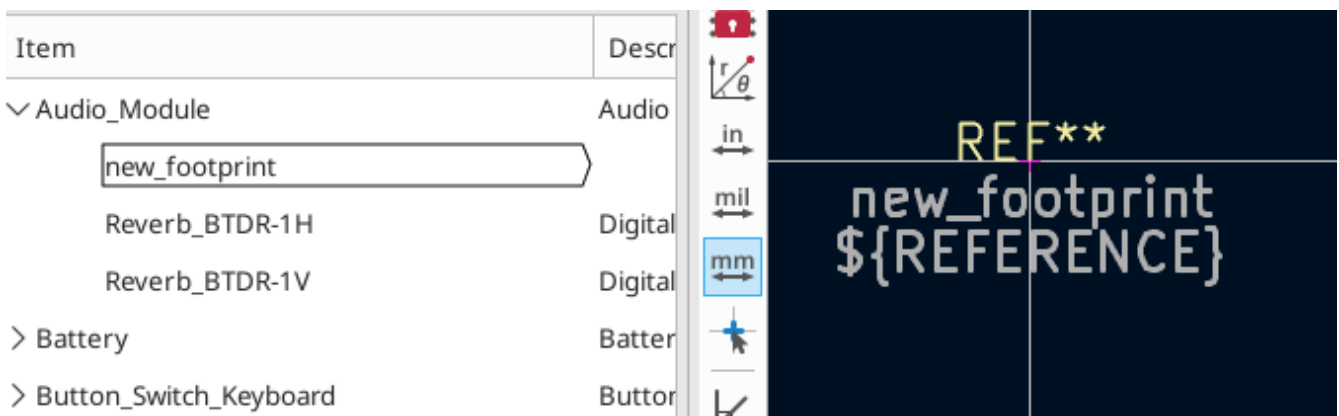 Item
Descr
Audio_Module
Audio
new_footprint
Reverb_BTDR-1H
Digital
Reverb_BTDR-1V
Digital
Battery
Batter
Button_Switch_Keyboard
Button
r
θ
in
mil
mm
REF**
new_footprint
${REFERENCE}